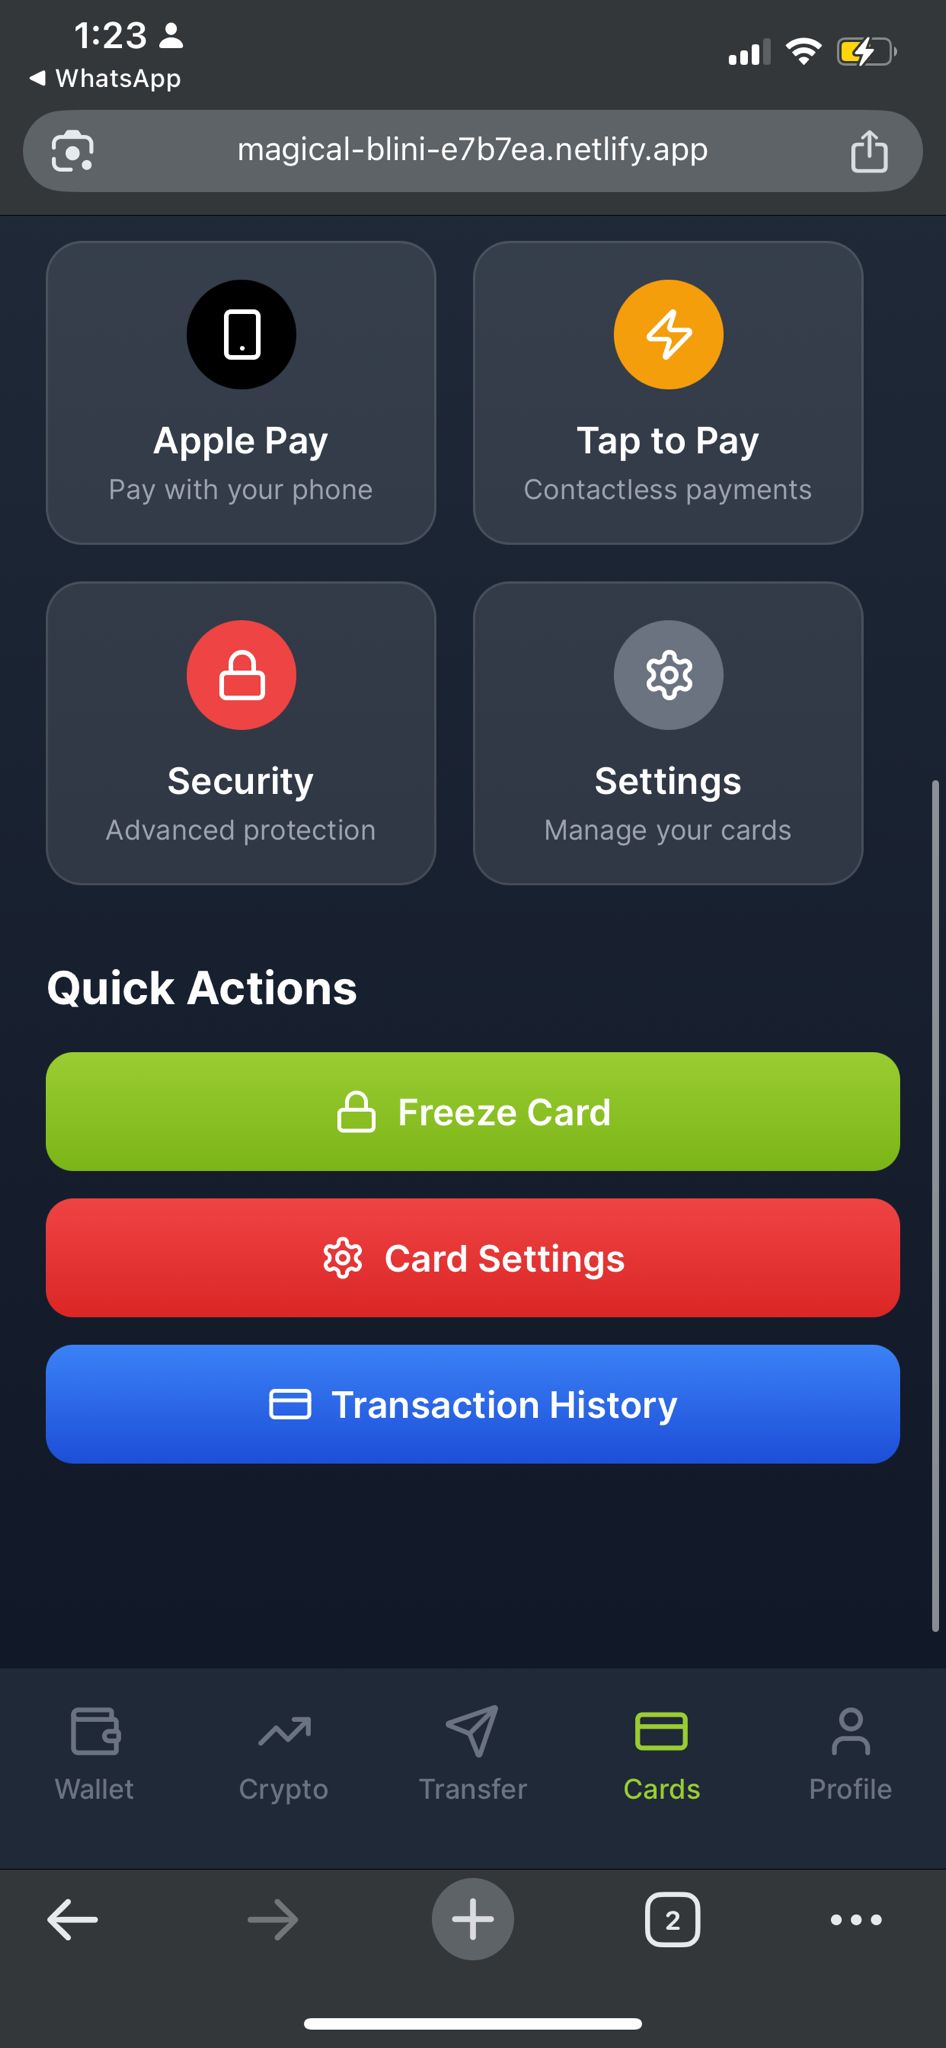 1:23
WhatsApp
magical-blini-e7b7ea.netlify.app
Apple Pay
Pay with your phone
Tap to Pay
Contactless payments
Security
Advanced protection
Settings
Manage your cards
Quick Actions
Freeze Card
Card Settings
Transaction History
Wallet
Crypto
Transfer
Cards
Profile
2